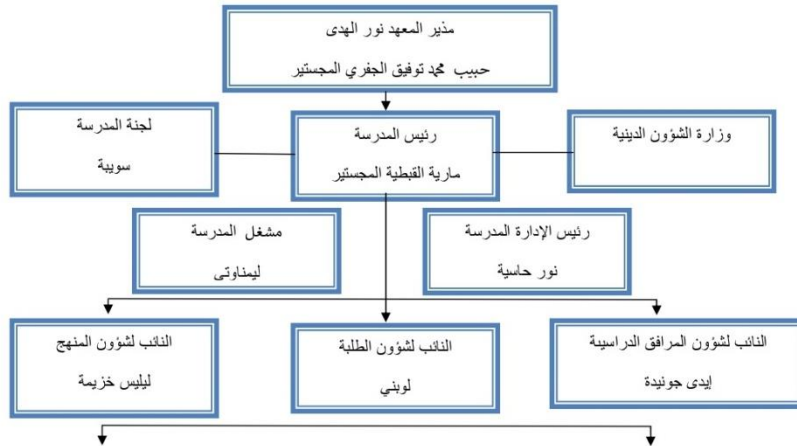 مذير المعهد نور الهدى
حبيب محمد توفيق الجفري المجستير
وزارة الشؤون الدينية
رئيس المدرسة
مارية القبطية المجستير
لجنة المدرسة
سويبة
رئيس الإدارة المدرسة
نور حاسية
مشغل المدرسة
ليمناوتى
النائب لشؤون المرافق الدراسينة
إيدى جونيدة
النائب لشؤون الطلبة
لوبني
النائب لشؤون المنهج
ليليس خزيمة